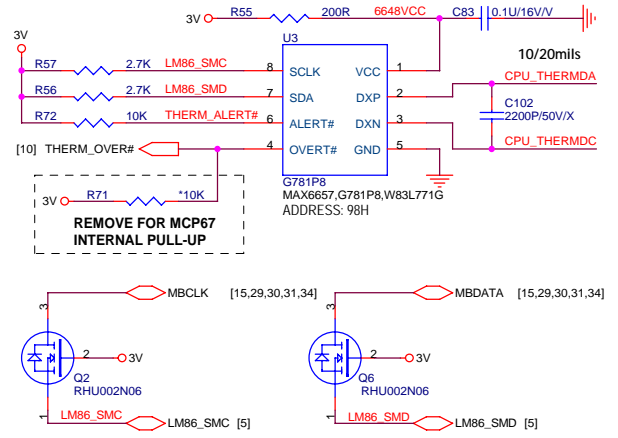 3V R55 200R 6648VCC C83 0.1U/16V/V
3V
U3
10/20mils
R57 2.7K LM86_SMC 8 SCLK VCC 1
CPU_THERMDA
R56 2.7K LM86_SMD 7 SDA DXP 2
C102
2200P/50V/X
R72 10K THERM_ALERT# 6 ALERT# DXN 3
CPU_THERMDC
[10] THERM_OVER# 4 OVERT# GND 5
G781P8
MAX6657,G781P8,W83L771G
ADDRESS: 98H
3V R71 *10K
REMOVE FOR MCP67
INTERNAL PULL-UP
MBCLK [15,29,30,31,34]
MBDATA [15,29,30,31,34]
3
3
2 3V
2 3V
Q2
RHU002N06
Q6
RHU002N06
1
1
LM86_SMC LM86_SMC [5]
LM86_SMD LM86_SMD [5]